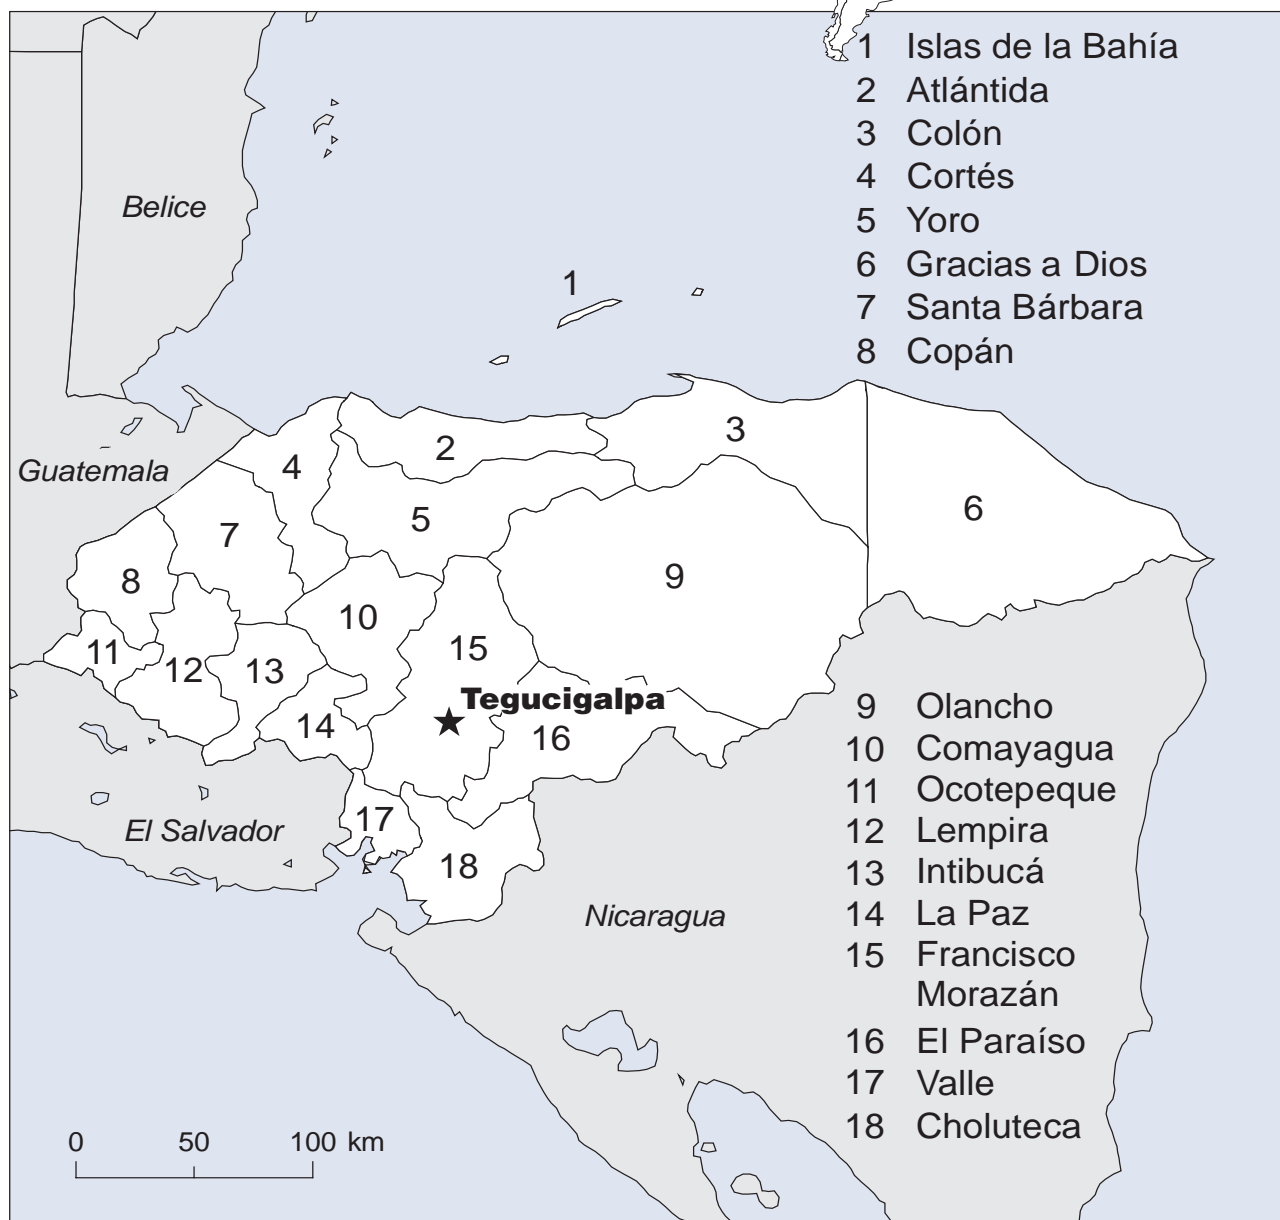 1 Islas de la Bahía
2 Atlántida
3 Colón
4 Cortés
5 Yoro
6 Gracias a Dios
7 Santa Bárbara
8 Copán
Belice
1
Guatemala
2
3
4
5
6
7
8
9
10
11
12
13
14
15
Tegucigalpa
16
17
18
El Salvador
Nicaragua
9 Olancho
10 Comayagua
11 Ocotepeque
12 Lempira
13 Intibucá
14 La Paz
15 Francisco
Morazán
16 El Paraíso
17 Valle
18 Choluteca
0 50 100 km